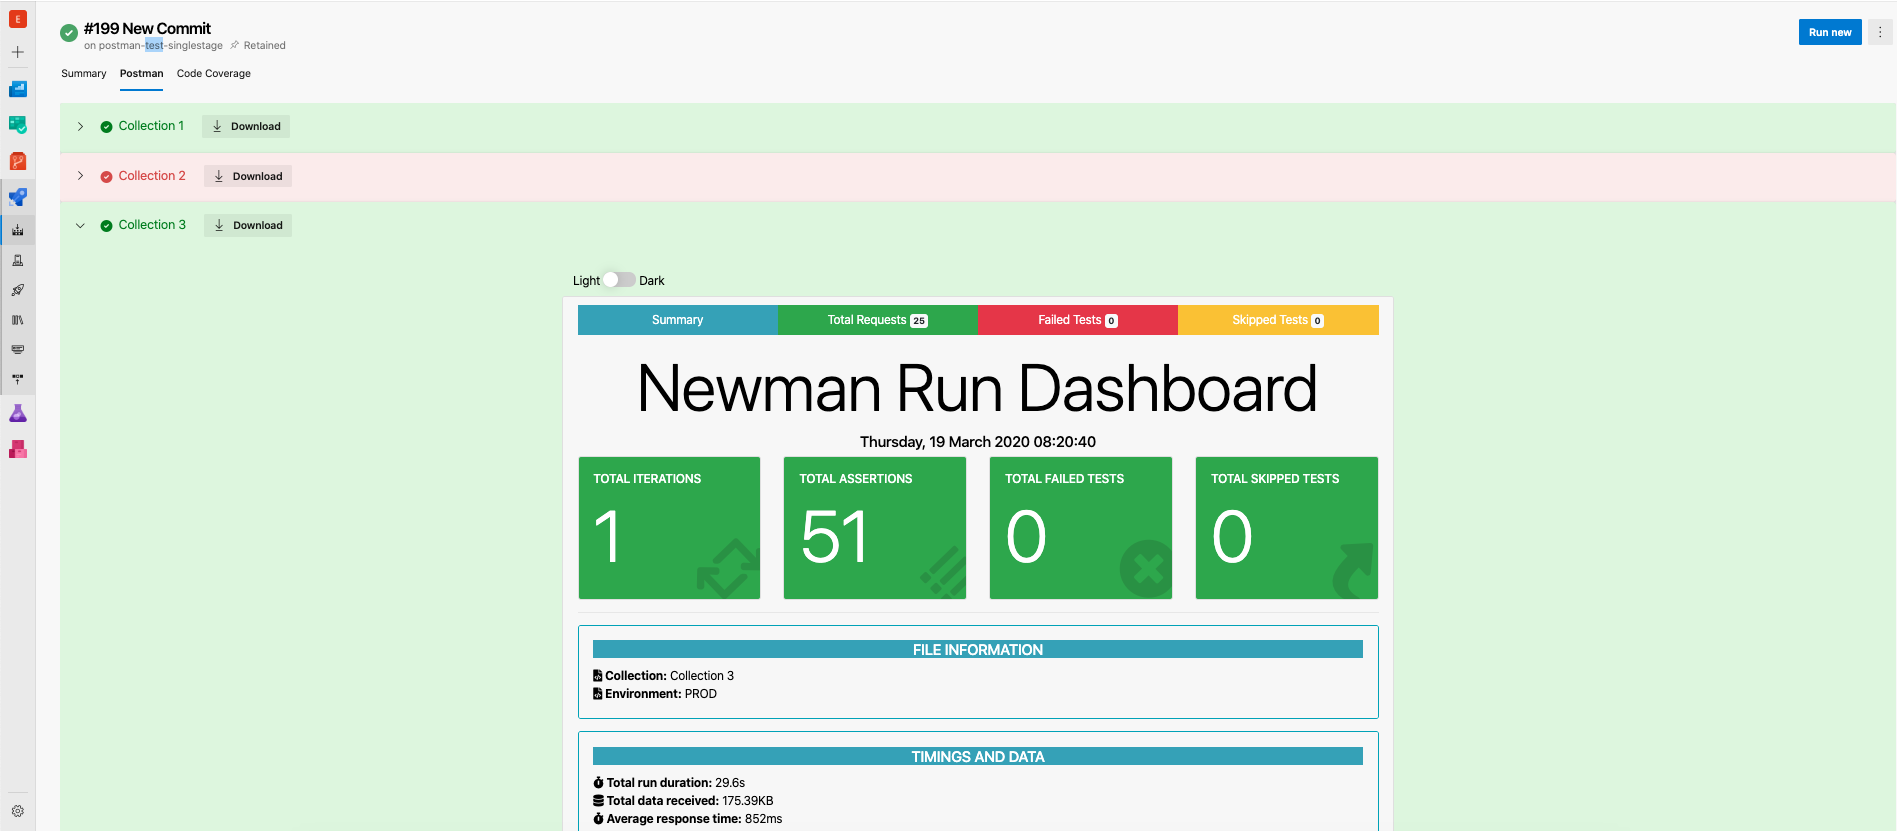 E
#199 New Commit
on postman-test-singlestage Retained
Run new
Summary Postman Code Coverage
Collection 1 Download
Collection 2 Download
Collection 3 Download
Light Dark
Summary Total Requests 25 Failed Tests 0 Skipped Tests 0
Newman Run Dashboard
Thursday, 19 March 2020 08:20:40
TOTAL ITERATIONS TOTAL ASSERTIONS TOTAL FAILED TESTS TOTAL SKIPPED TESTS
1 51 0 0
FILE INFORMATION
Collection: Collection 3
Environment: PROD
TIMINGS AND DATA
Total run duration: 29.6s
Total data received: 175.39KB
Average response time: 852ms